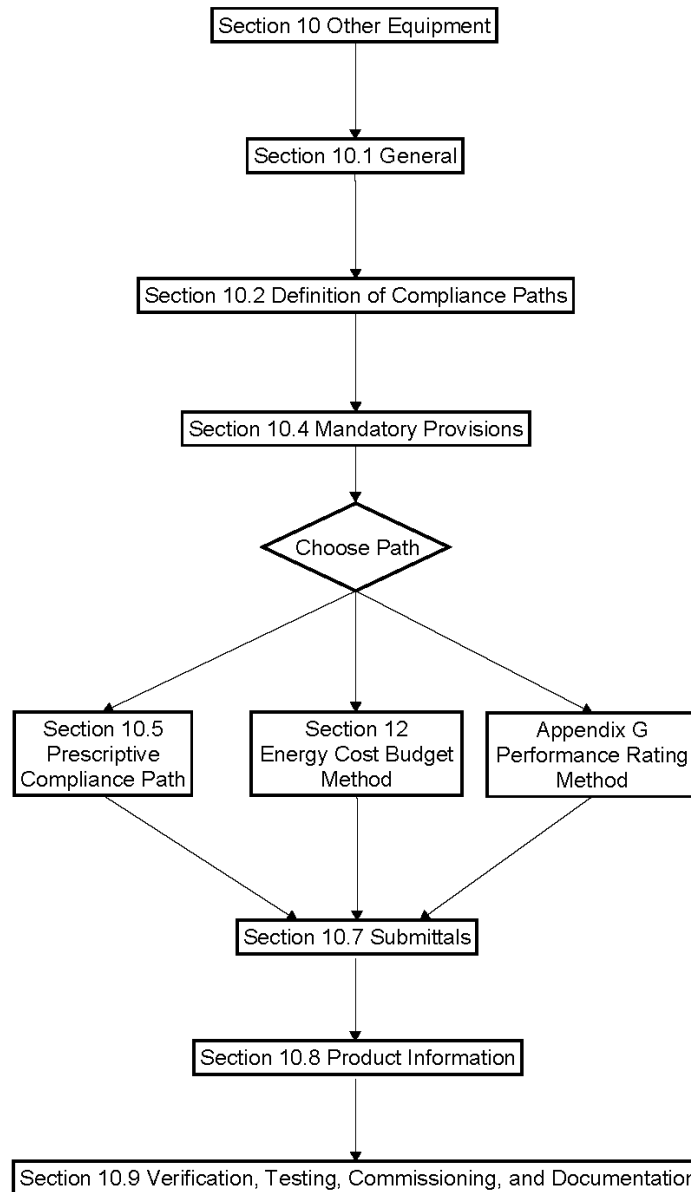 Section 10 Other Equipment
Section 10.1 General
Section 10.2 Definition of Compliance Paths
Section 10.4 Mandatory Provisions
Choose Path
Section 10.5
Prescriptive
Compliance Path
Section 12
Energy Cost Budget
Method
Appendix G
Performance Rating
Method
Section 10.7 Submittals
Section 10.8 Product Information
Section 10.9 Verification, Testing, Commissioning, and Documentation